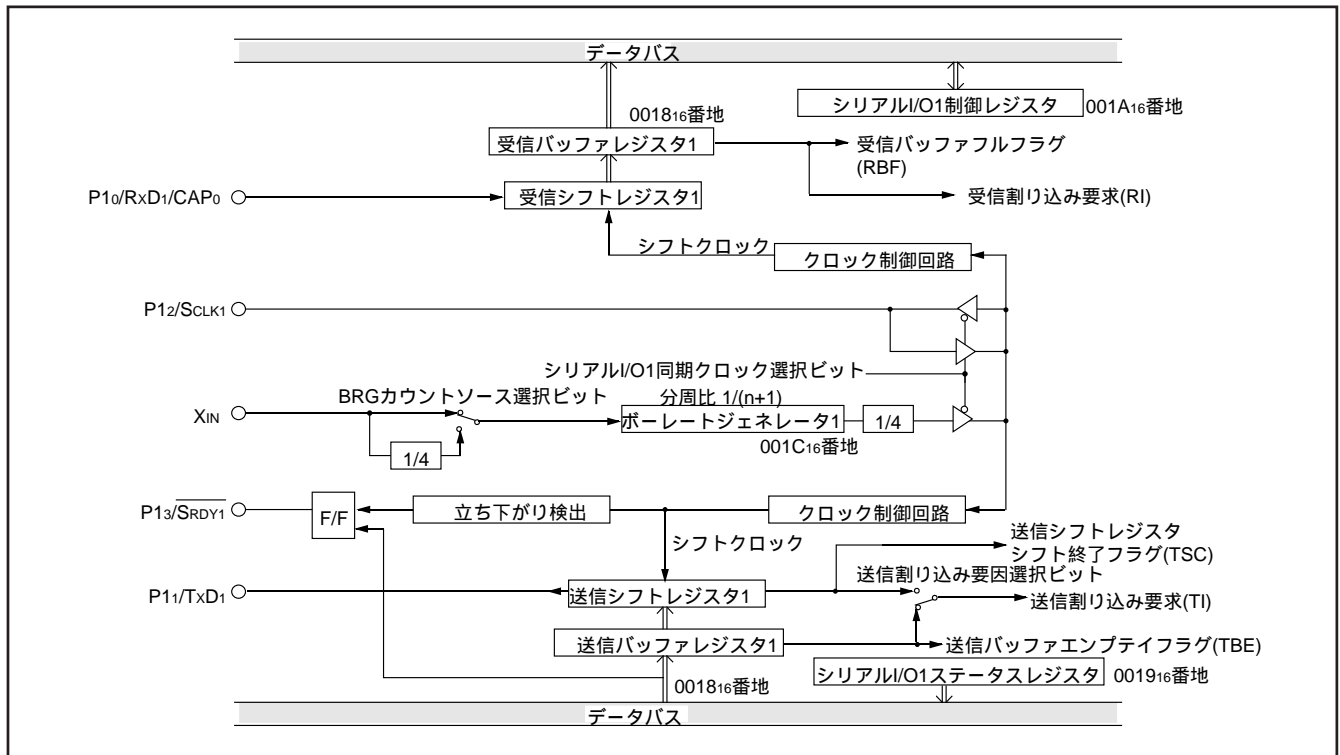 データバス
シリアルI/O1制御レジスタ 001A16番地
001816番地
受信バッファレジスタ1
受信バッファフルフラグ
(RBF)
P10/RXD1/CAP0
受信シフトレジスタ1
受信割り込み要求(RI)
シフトクロック
クロック制御回路
P12/SCLK1
シリアルI/O1同期クロック選択ビット
BRGカウントソース選択ビット
分周比 1/(n+1)
XIN
ボーレートジェネレータ1
1/4
001C16番地
1/4
P13/SRDY1
F/F
立ち下がり検出
クロック制御回路
シフトクロック
送信シフトレジスタ
シフト終了フラグ(TSC)
送信割り込み要因選択ビット
P11/TXD1
送信シフトレジスタ1
送信割り込み要求(TI)
送信バッファレジスタ1
送信バッファエンプテイフラグ(TBE)
001816番地
シリアルI/O1ステータスレジスタ 001916番地
データバス